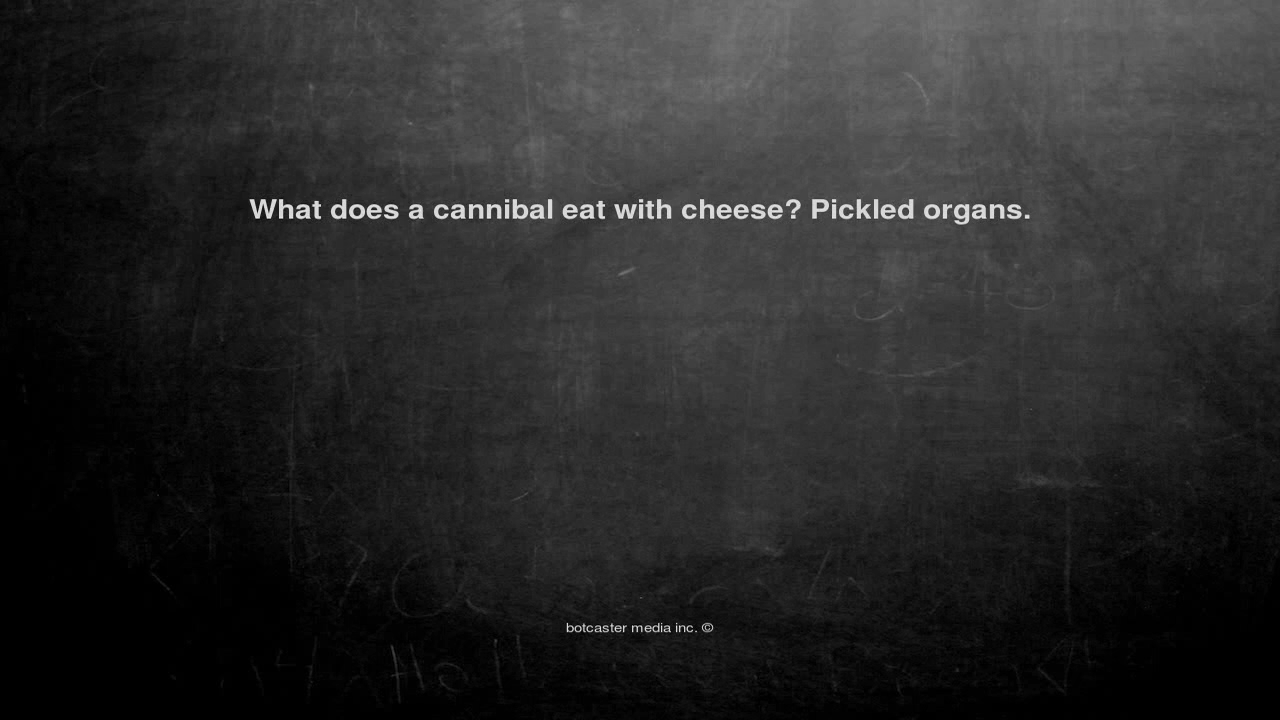 What does a cannibal eat with cheese? Pickled organs.
botcaster media inc. ©